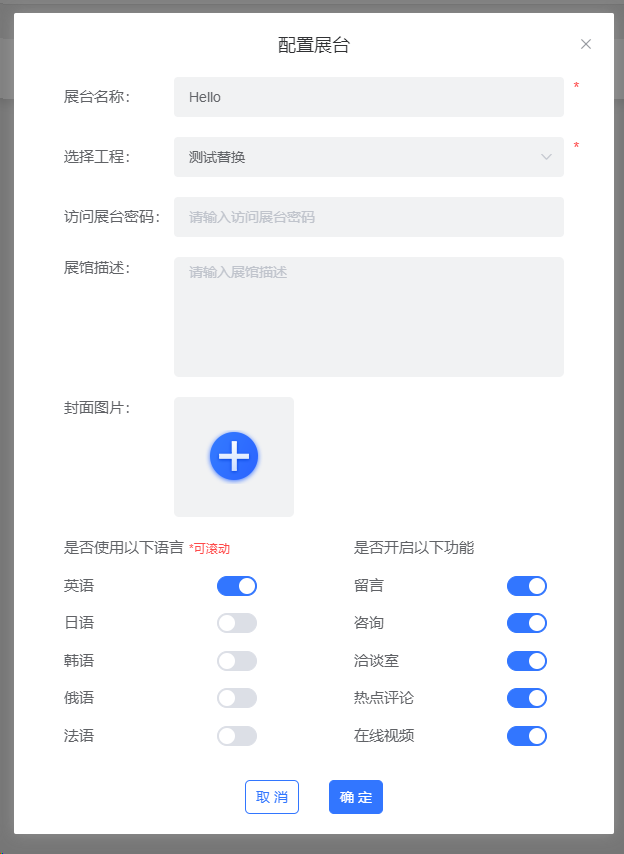 配置展台
展台名称： Hello *
选择工程： 测试替换 *
访问展台密码： 请输入访问展台密码
展馆描述： 请输入展馆描述
封面图片：
是否使用以下语言 *可滚动 是否开启以下功能
英语 留言
日语 咨询
韩语 洽谈室
俄语 热点评论
法语 在线视频
取消 确定